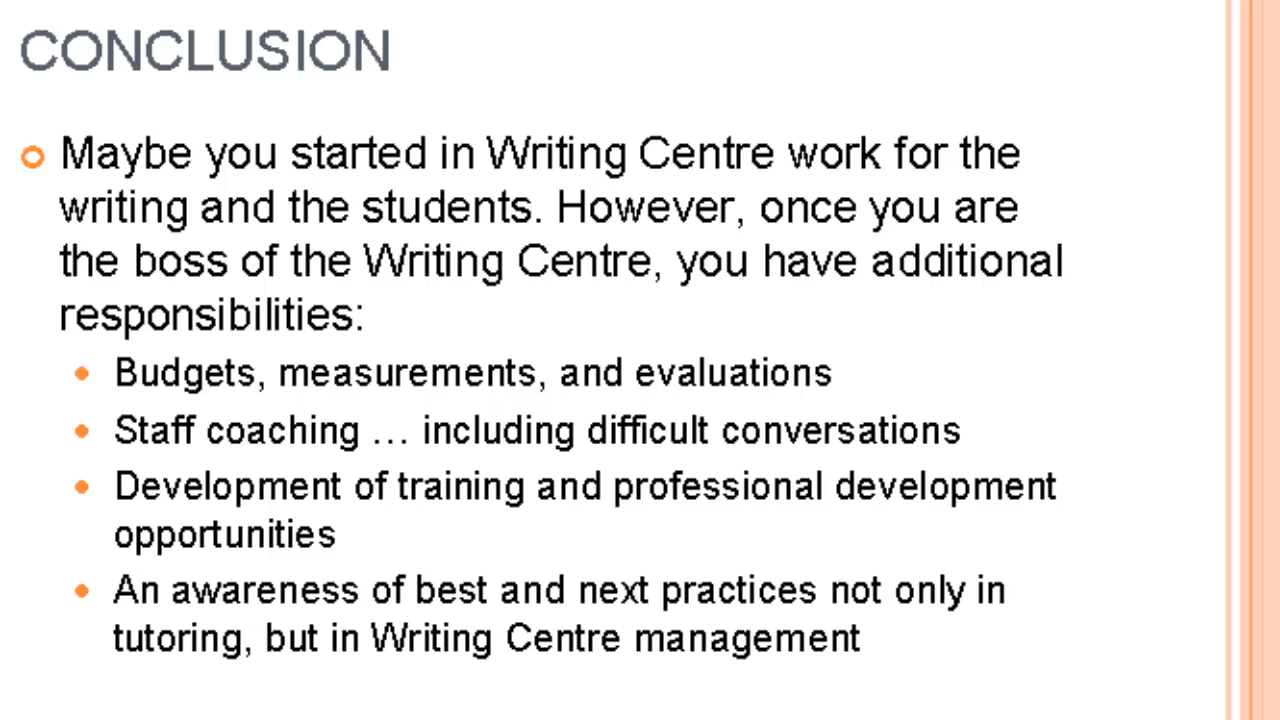 CONCLUSION
Maybe you started in Writing Centre work for the
writing and the students. However, once you are
the boss of the Writing Centre, you have additional
responsibilities:
Budgets, measurements, and evaluations
Staff coaching … including difficult conversations
Development of training and professional development
opportunities
An awareness of best and next practices not only in
tutoring, but in Writing Centre management